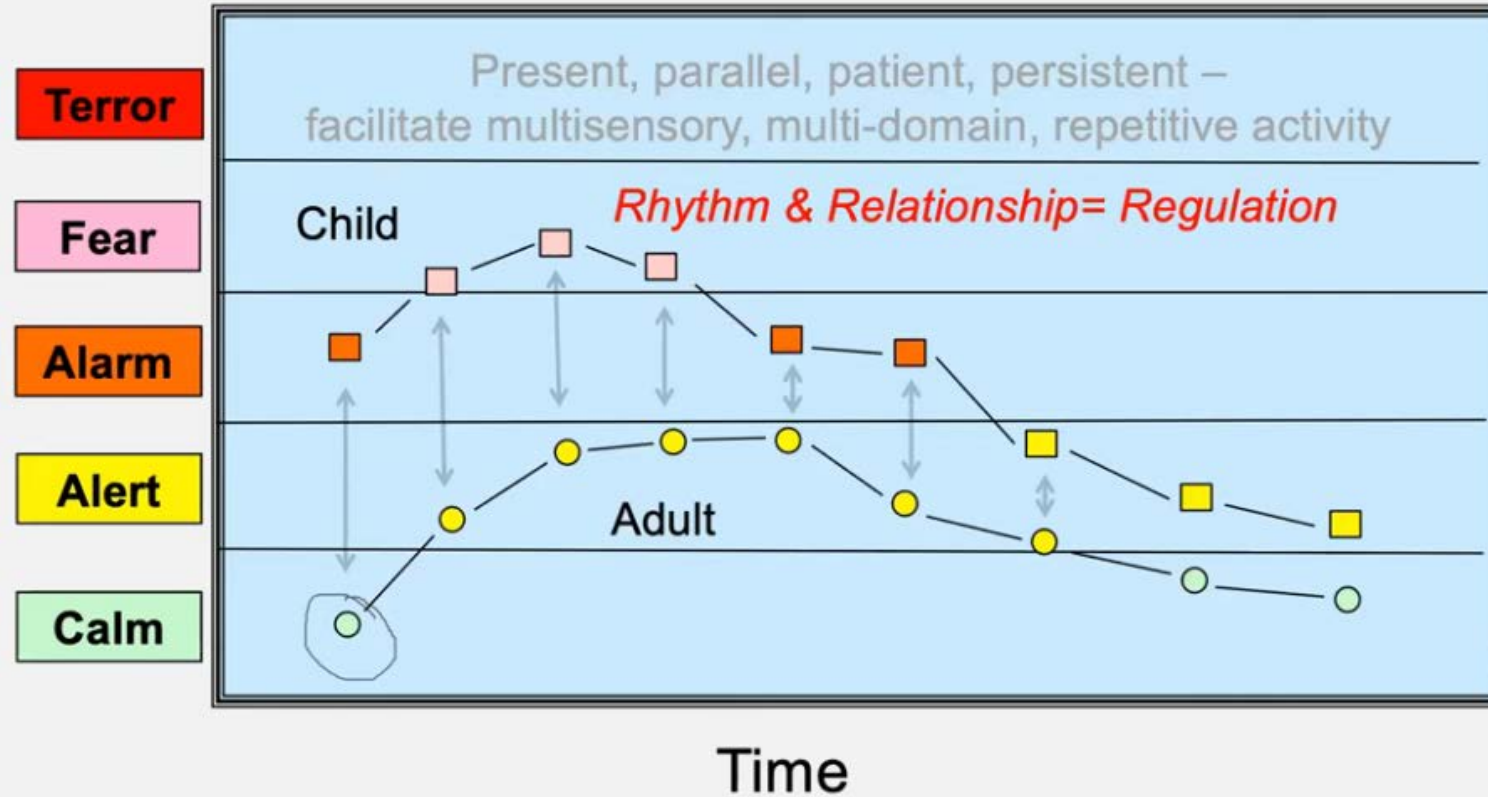 Present, parallel, patient, persistent –
facilitate multisensory, multi-domain, repetitive activity
Terror
Rhythm & Relationship= Regulation
Child
Fear
Alarm
Alert
Adult
Calm
Time